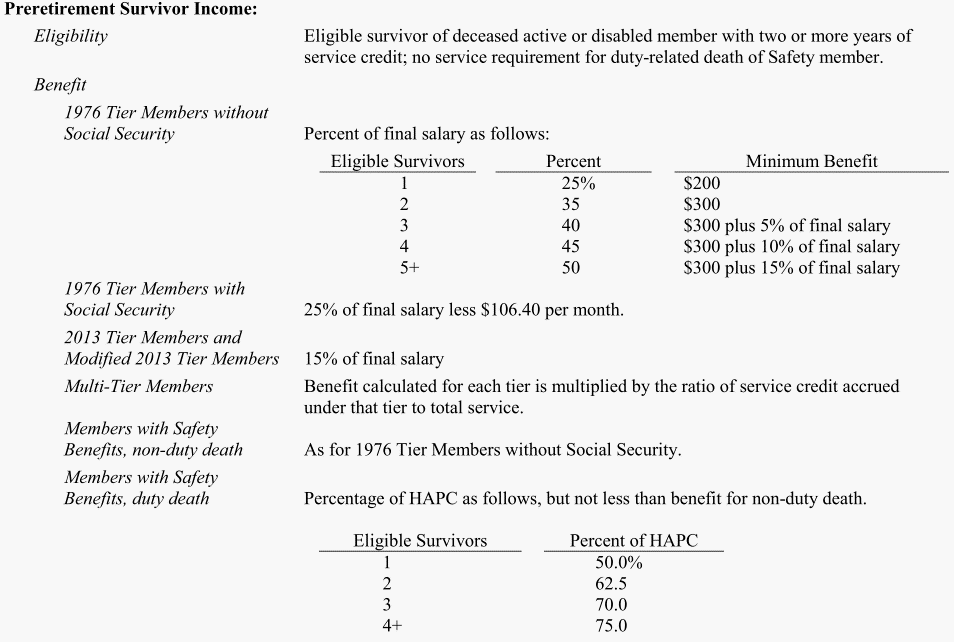 Preretirement Survivor Income:
Eligibility Eligible survivor of deceased active or disabled member with two or more years of
service credit; no service requirement for duty-related death of Safety member.
Benefit
1976 Tier Members without
Social Security Percent of final salary as follows:
Eligible Survivors Percent Minimum Benefit
1 25% $200
2 35 $300
3 40 $300 plus 5% of final salary
4 45 $300 plus 10% of final salary
5+ 50 $300 plus 15% of final salary
1976 Tier Members with
Social Security 25% of final salary less $106.40 per month.
2013 Tier Members and
Modified 2013 Tier Members 15% of final salary
Multi-Tier Members Benefit calculated for each tier is multiplied by the ratio of service credit accrued
under that tier to total service.
Members with Safety
Benefits, non-duty death As for 1976 Tier Members without Social Security.
Members with Safety
Benefits, duty death Percentage of HAPC as follows, but not less than benefit for non-duty death.
Eligible Survivors Percent of HAPC
1 50.0%
2 62.5
3 70.0
4+ 75.0